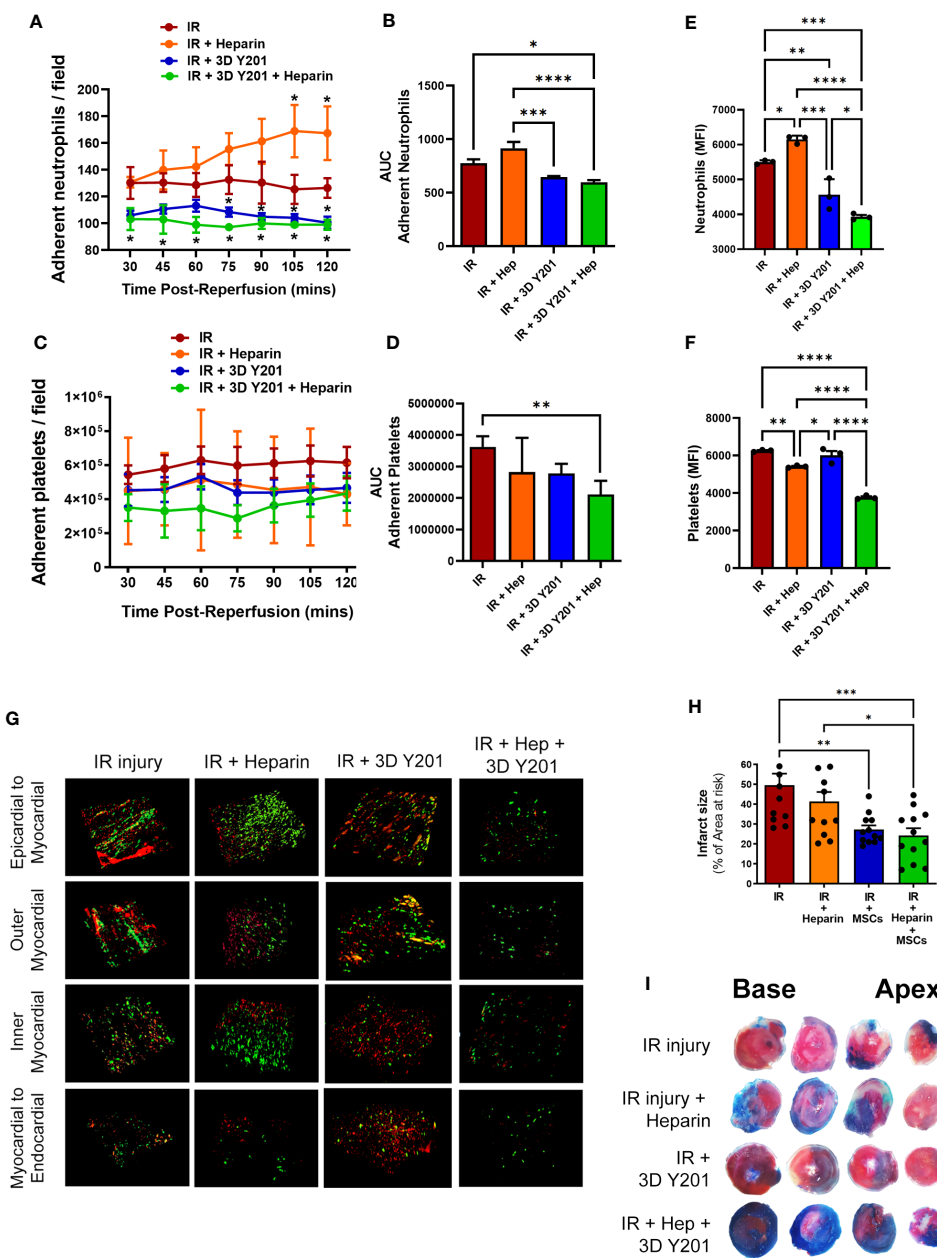 A
IR
IR + Heparin
IR + 3D Y201
IR + 3D Y201 + Heparin
Adherent neutrophils / field
200
180
160
140
120
100
80
* *
* * * *
* * * * * * *
30 45 60 75 90 105 120
Time Post-Reperfusion (mins)
B
AUC
Adherent Neutrophils
1500
1000
500
0
*
****
***
IR
IR + Hep
IR + 3D Y201
IR + 3D Y201 + Hep
E
Neutrophils (MFI)
7000
6000
5000
4000
3000
***
**
****
* *** *
IR
IR + Hep
IR + 3D Y201
IR + 3D Y201 + Hep
C
IR
IR + Heparin
IR + 3D Y201
IR + 3D Y201 + Heparin
Adherent platelets / field
1×10⁶
8×10⁵
6×10⁵
4×10⁵
2×10⁵
0
30 45 60 75 90 105 120
Time Post-Reperfusion (mins)
D
AUC
Adherent Platelets
5000000
4000000
3000000
2000000
1000000
0
**
IR
IR + Hep
IR + 3D Y201
IR + 3D Y201 + Hep
F
Platelets (MFI)
8000
6000
4000
2000
0
****
****
** * ****
IR
IR + Hep
IR + 3D Y201
IR + 3D Y201 + Hep
G
IR injury
IR + Heparin
IR + 3D Y201
IR + Hep +
3D Y201
Epicardial to
Myocardial
Outer
Myocardial
Inner
Myocardial
Myocardial to
Endocardial
H
Infarct size
(% of Area at risk)
60
50
40
30
20
10
0
***
*
**
IR
IR
+
Heparin
IR
+
MSCs
IR
+
Heparin
+
MSCs
I
Base
Apex
IR injury
IR injury +
Heparin
IR +
3D Y201
IR + Hep +
3D Y201